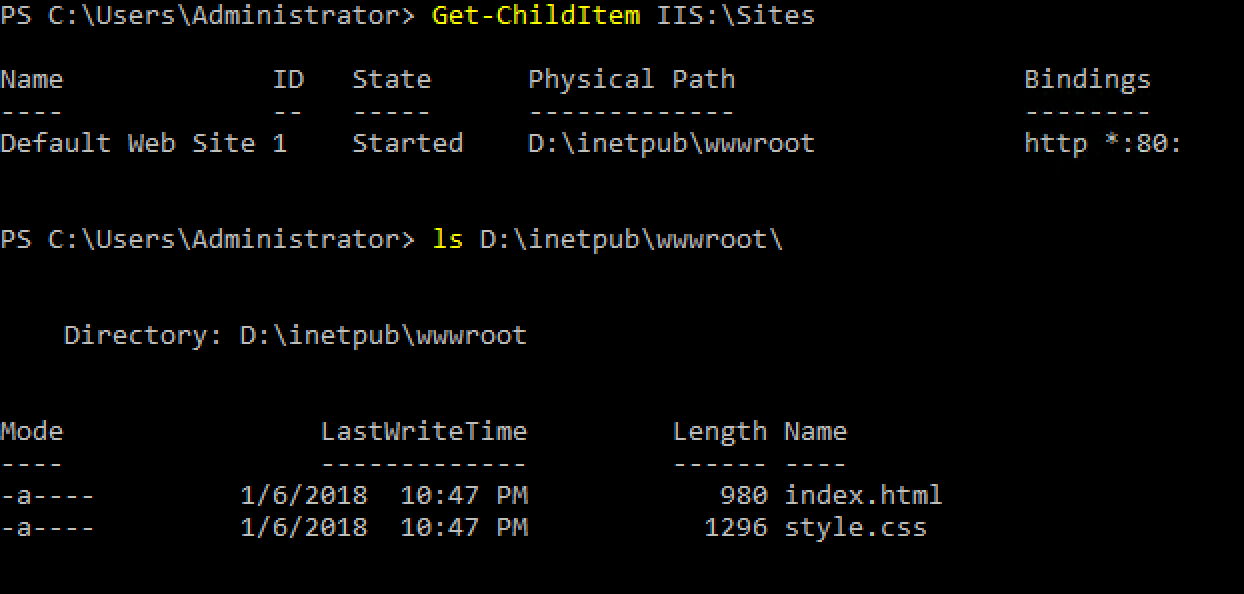 PS C:\Users\Administrator> Get-ChildItem IIS:\Sites
Name             ID   State      Physical Path                  Bindings
----             --   -----      -------------                  --------
Default Web Site 1    Started    D:\inetpub\wwwroot             http *:80:
PS C:\Users\Administrator> ls D:\inetpub\wwwroot\
    Directory: D:\inetpub\wwwroot
Mode                LastWriteTime         Length Name
----                -------------         ------ ----
-a----         1/6/2018  10:47 PM            980 index.html
-a----         1/6/2018  10:47 PM           1296 style.css